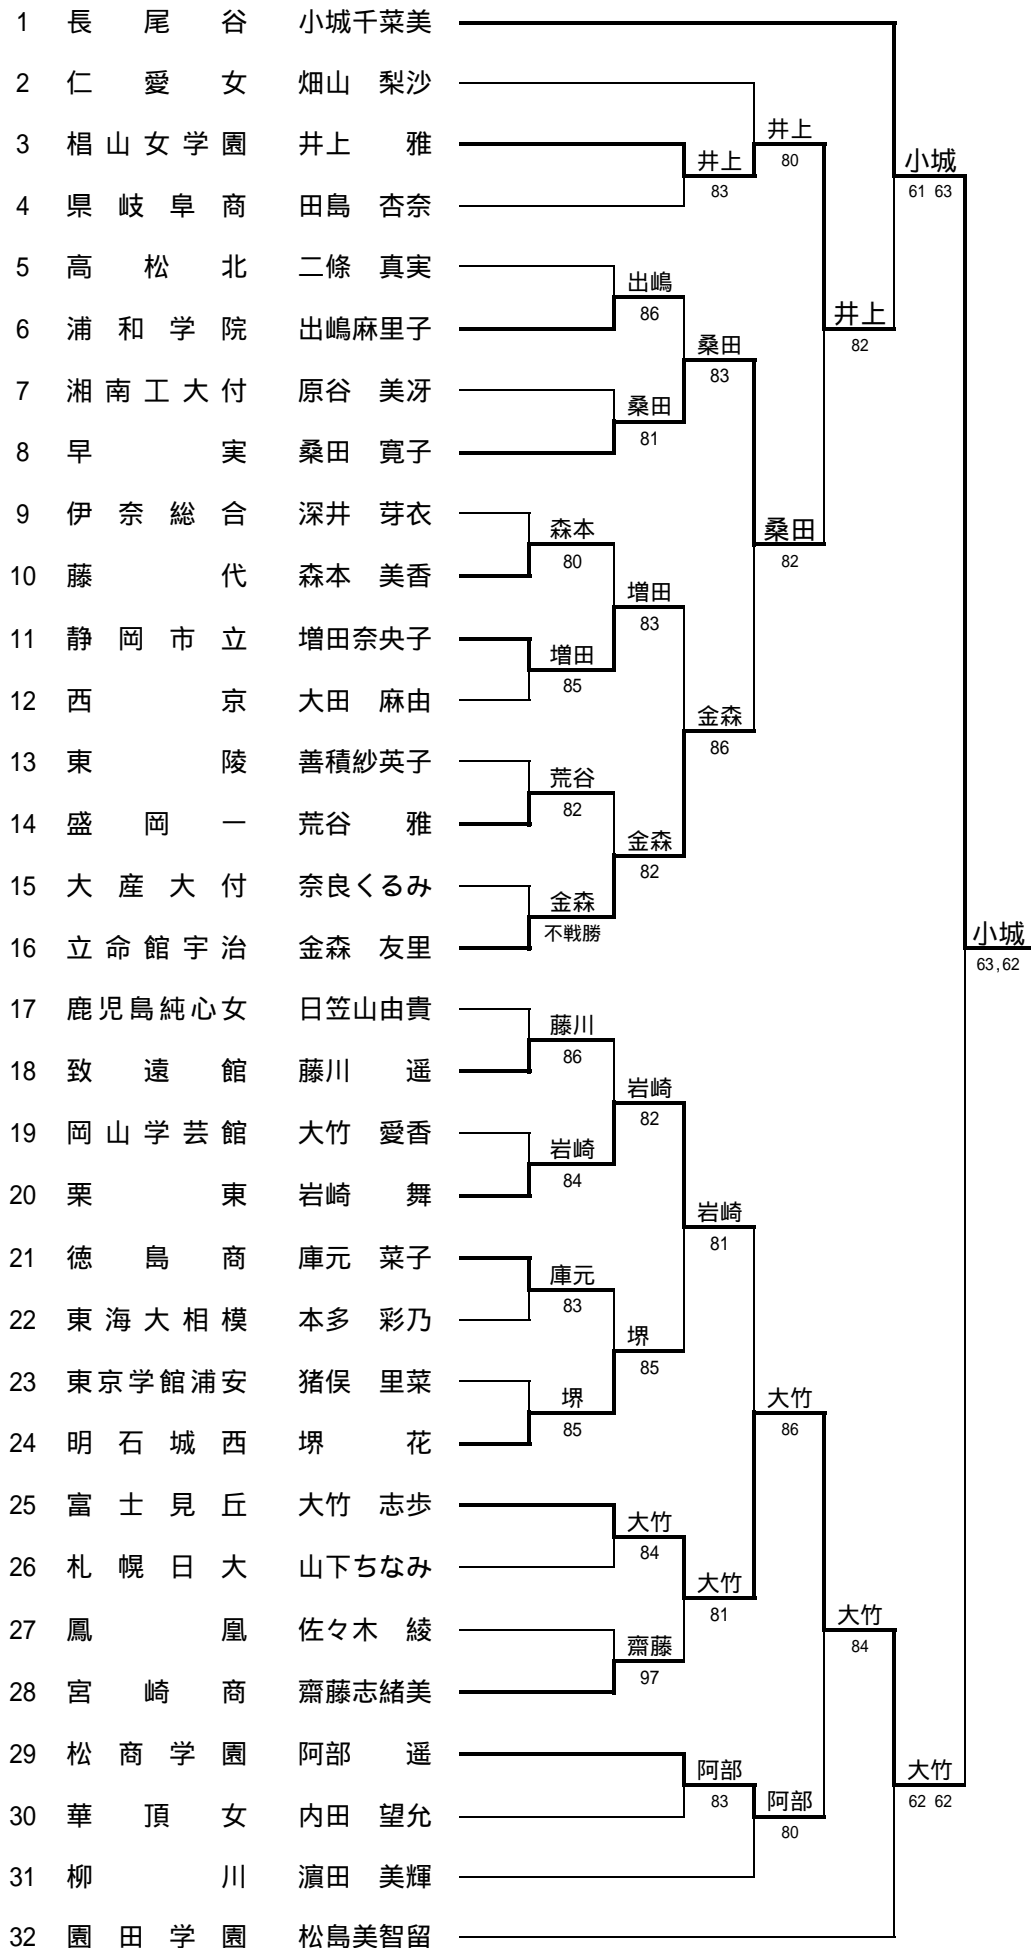 1 長尾谷 小城千菜美
2 仁愛女 畑山 梨沙
井上
3 椙山女学園 井上 雅
井上 80 小城
83 61 63
4 県岐阜商 田島 杏奈
5 高松北 二條 真実
出嶋
86 井上
6 浦和学院 出嶋麻里子
桑田 82
83
7 湘南工大付 原谷 美冴
桑田
81
8 早実 桑田 寛子
9 伊奈総合 深井 芽衣
森本 桑田
80 82
10 藤代 森本 美香
増田
83
11 静岡市立 増田奈央子
増田
85
12 西京 大田 麻由
金森
86
13 東陵 善積紗英子
荒谷
82
14 盛岡一 荒谷 雅
金森
82
15 大産大付 奈良くるみ
金森
不戦勝 小城
16 立命館宇治 金森 友里
63,62
17 鹿児島純心女 日笠山由貴
藤川
86
18 致遠館 藤川 遥
岩崎
82
19 岡山学芸館 大竹 愛香
岩崎
84
20 栗東 岩崎 舞
岩崎
81
21 徳島商 庫元 菜子
庫元
83
22 東海大相模 本多 彩乃
堺
85
23 東京学館浦安 猪俣 里菜
堺 大竹
85 86
24 明石城西 堺 花
25 富士見丘 大竹 志歩
大竹
84
26 札幌日大 山下ちなみ
大竹
81 大竹
27 鳳凰 佐々木 綾
齋藤 84
97
28 宮崎商 齋藤志緒美
29 松商学園 阿部 遥
阿部 大竹
83 阿部 62 62
30 華頂女 内田 望允
80
31 柳川 濵田 美輝
32 園田学園 松島美智留